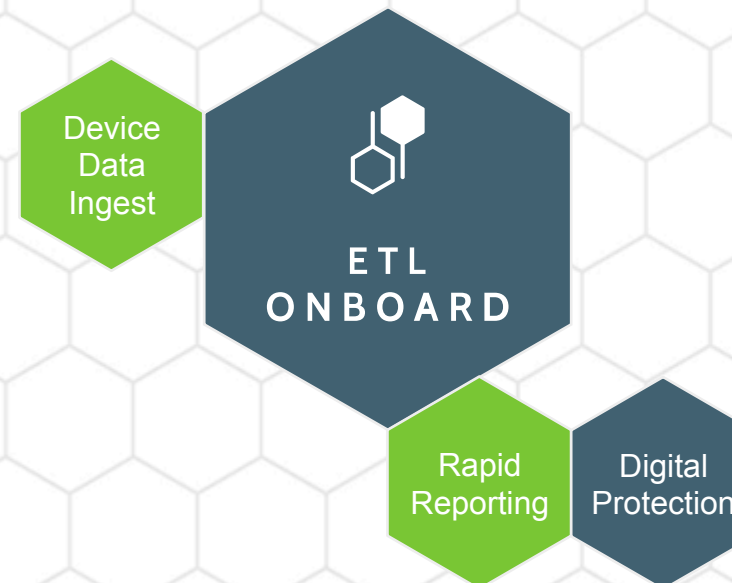 Device
Data
Ingest
ETL
ONBOARD
Rapid
Reporting
Digital
Protection